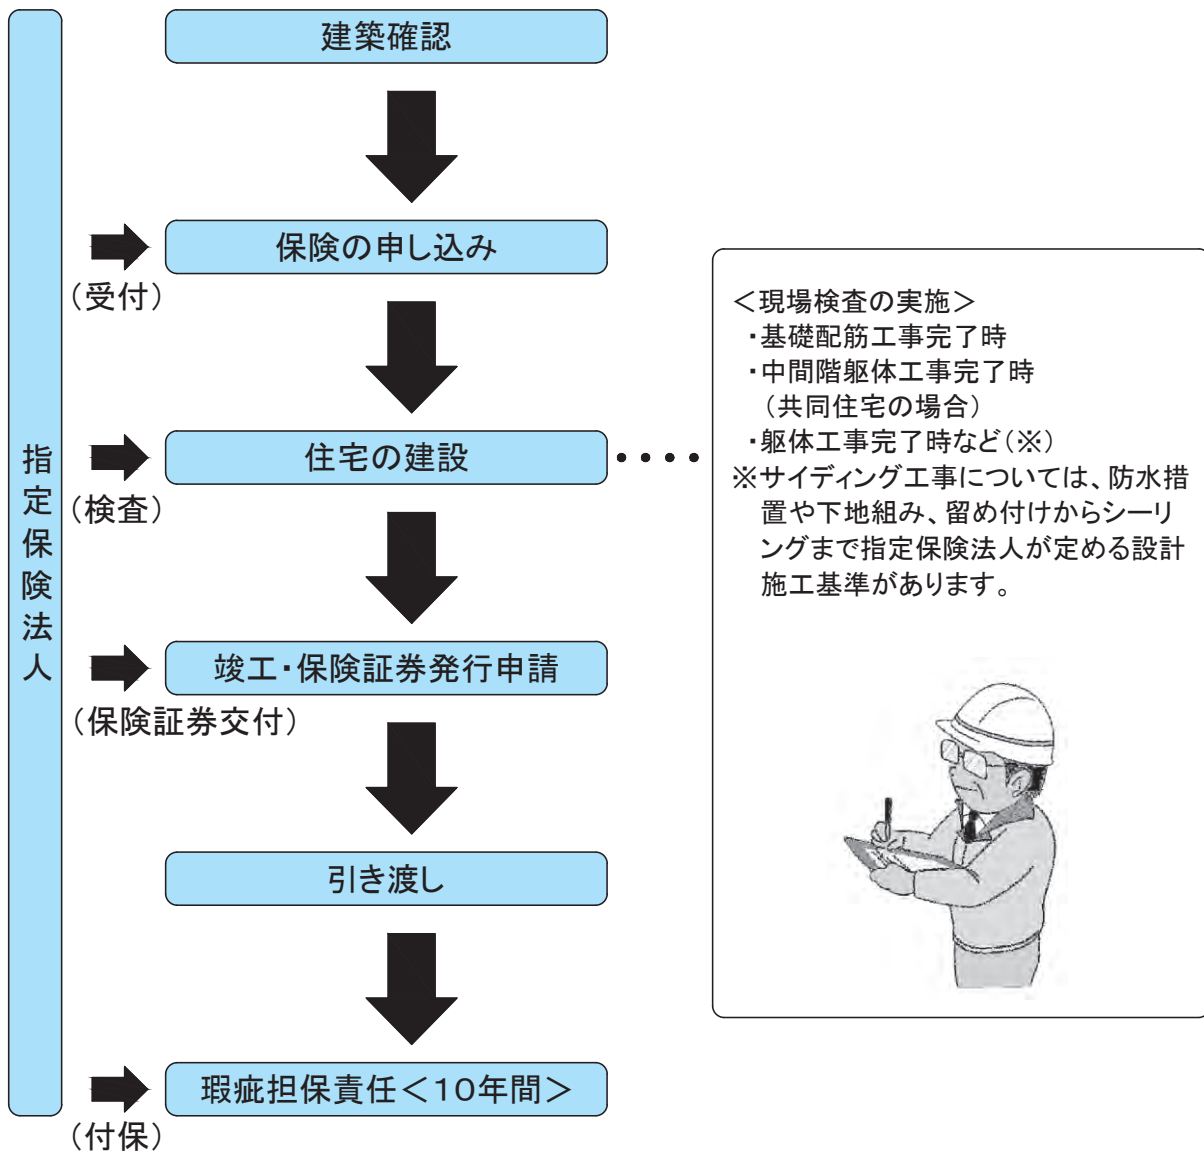 指定保険法人
建築確認
保険の申し込み
（受付）
住宅の建設
（検査）
竣工・保険証券発行申請
（保険証券交付）
引き渡し
瑕疵担保責任＜１０年間＞
（付保）
＜現場検査の実施＞
・基礎配筋工事完了時
・中間階躯体工事完了時
（共同住宅の場合）
・躯体工事完了時など（※）
※サイディング工事については、防水措
置や下地組み、留め付けからシーリ
ングまで指定保険法人が定める設計
施工基準があります。